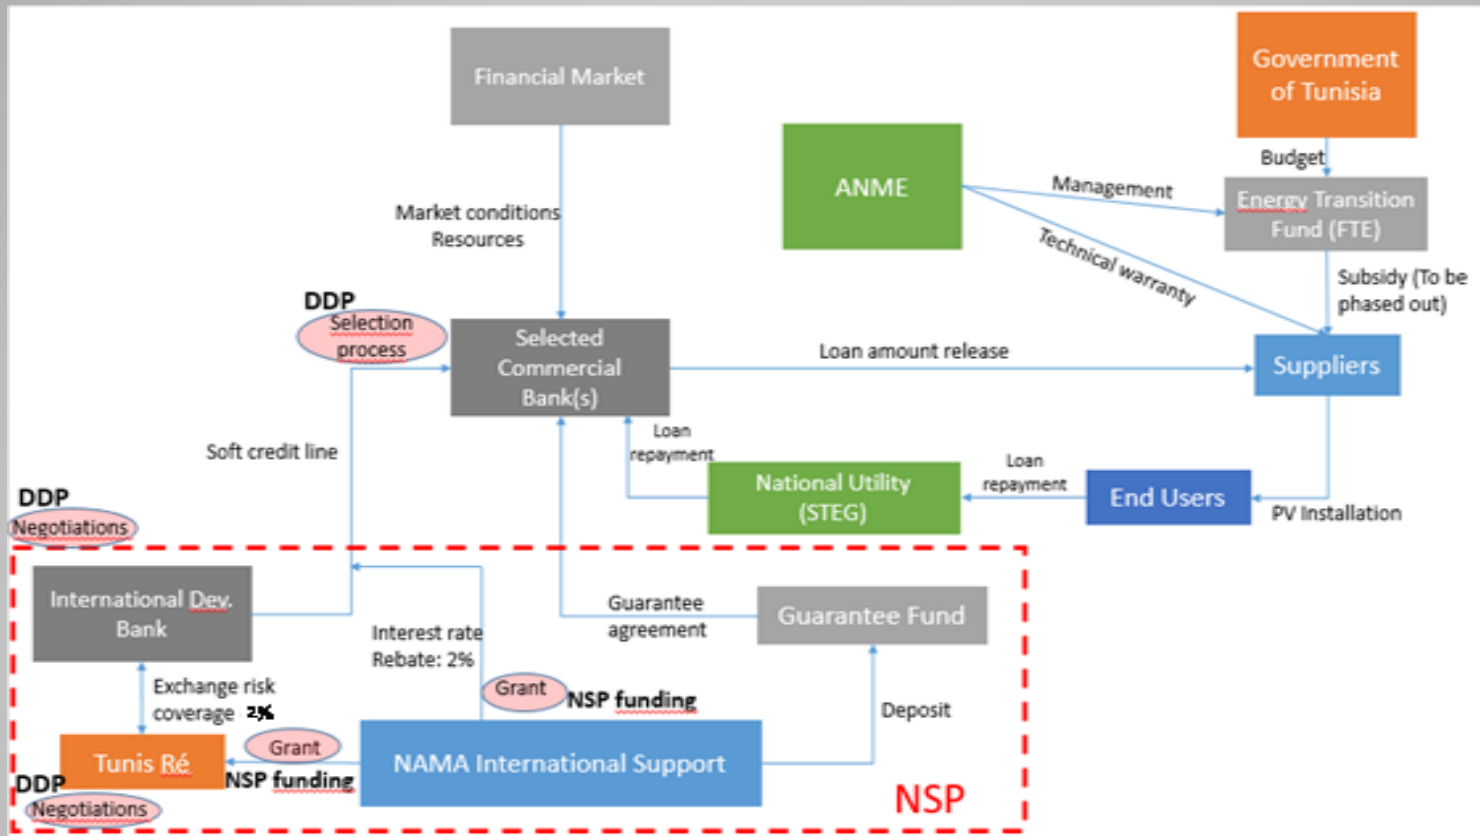 Financial Market
Government
of Tunisia
ANME
Budget
Management
Energy Transition
Fund (FTE)
Market conditions
Resources
Technical warranty
Subsidy (To be
phased out)
DDP
Selection
process
Selected
Commercial
Bank(s)
Loan amount release
Suppliers
Soft credit line
Loan
repayment
National Utility
(STEG)
Loan
repayment
End Users
PV Installation
DDP
Negotiations
International Dev.
Bank
Guarantee
agreement
Guarantee Fund
Interest rate
Rebate: 2%
Exchange risk
coverage 2%
Grant
NSP funding
Deposit
Tunis Ré
Grant
NSP funding
NAMA International Support
DDP
Negotiations
NSP